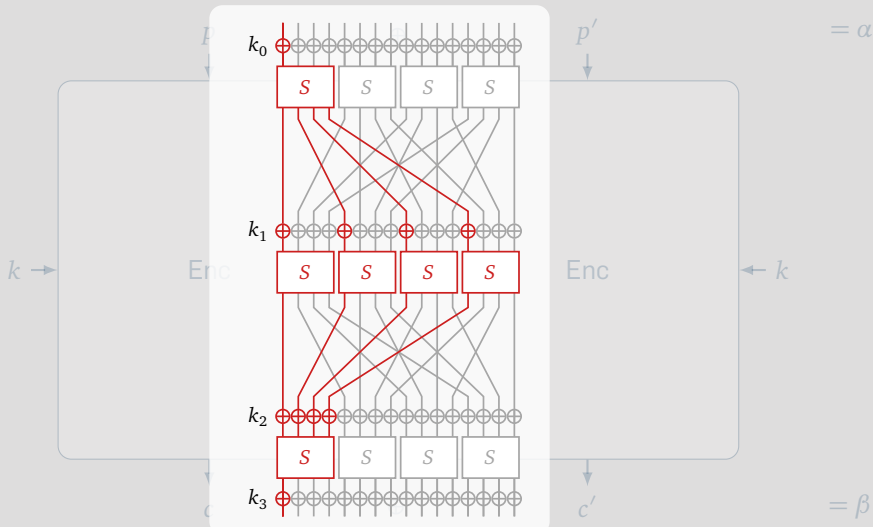 p p′ = α
k₀
S S S S
k₁
k Enc Enc k
S S S S
k₂
S S S S
k₃
c c′ = β